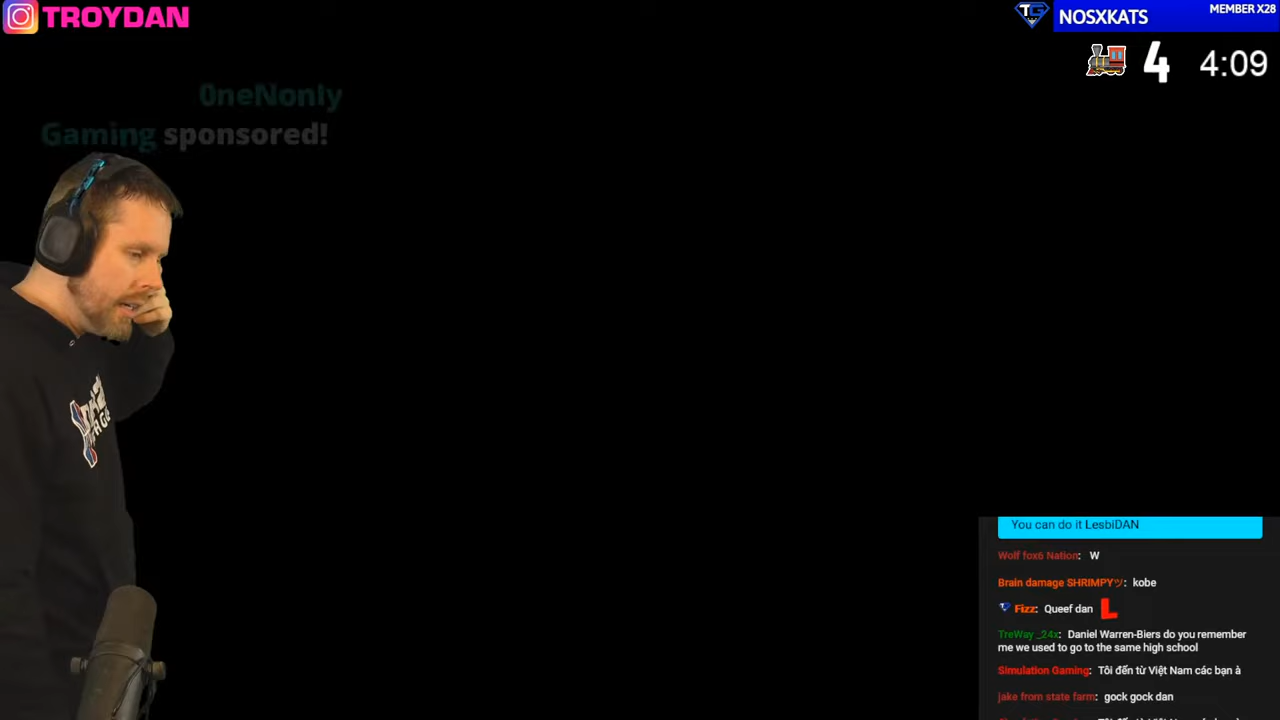 TROYDAN
TG NOSXKATS MEMBER X28
4 4:09
0neNonly
Gaming sponsored!
You can do it LesbiDAN
Wolf fox6 Nation: W
Brain damage SHRIMPYツ: kobe
Fizz: Queef dan L
TreWay _24x: Daniel Warren-Biers do you remember
me we used to go to the same high school
Simulation Gaming: Tôi đến từ Việt Nam các bạn à
jake from state farm: gock gock dan